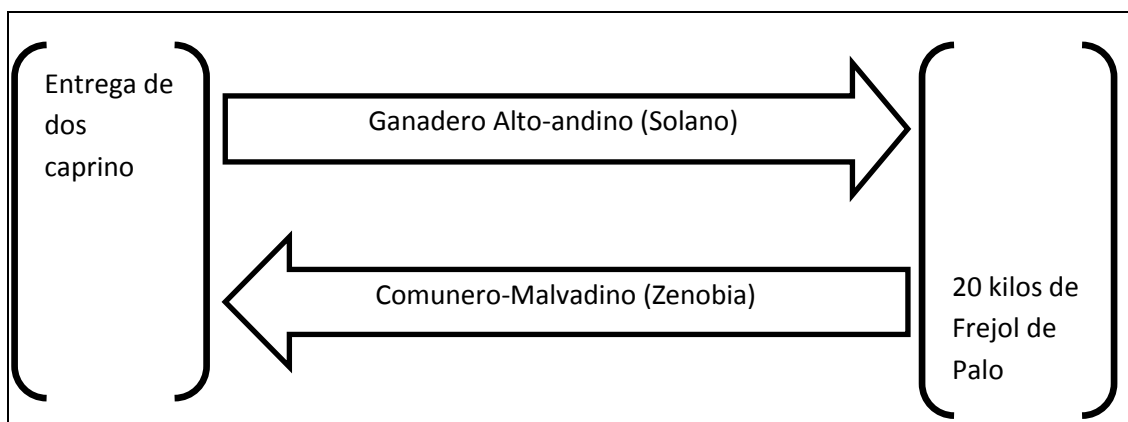 Entrega de
dos
caprino
Ganadero Alto-andino (Solano)
Comunero-Malvadino (Zenobia)
20 kilos de
Frejol de
Palo